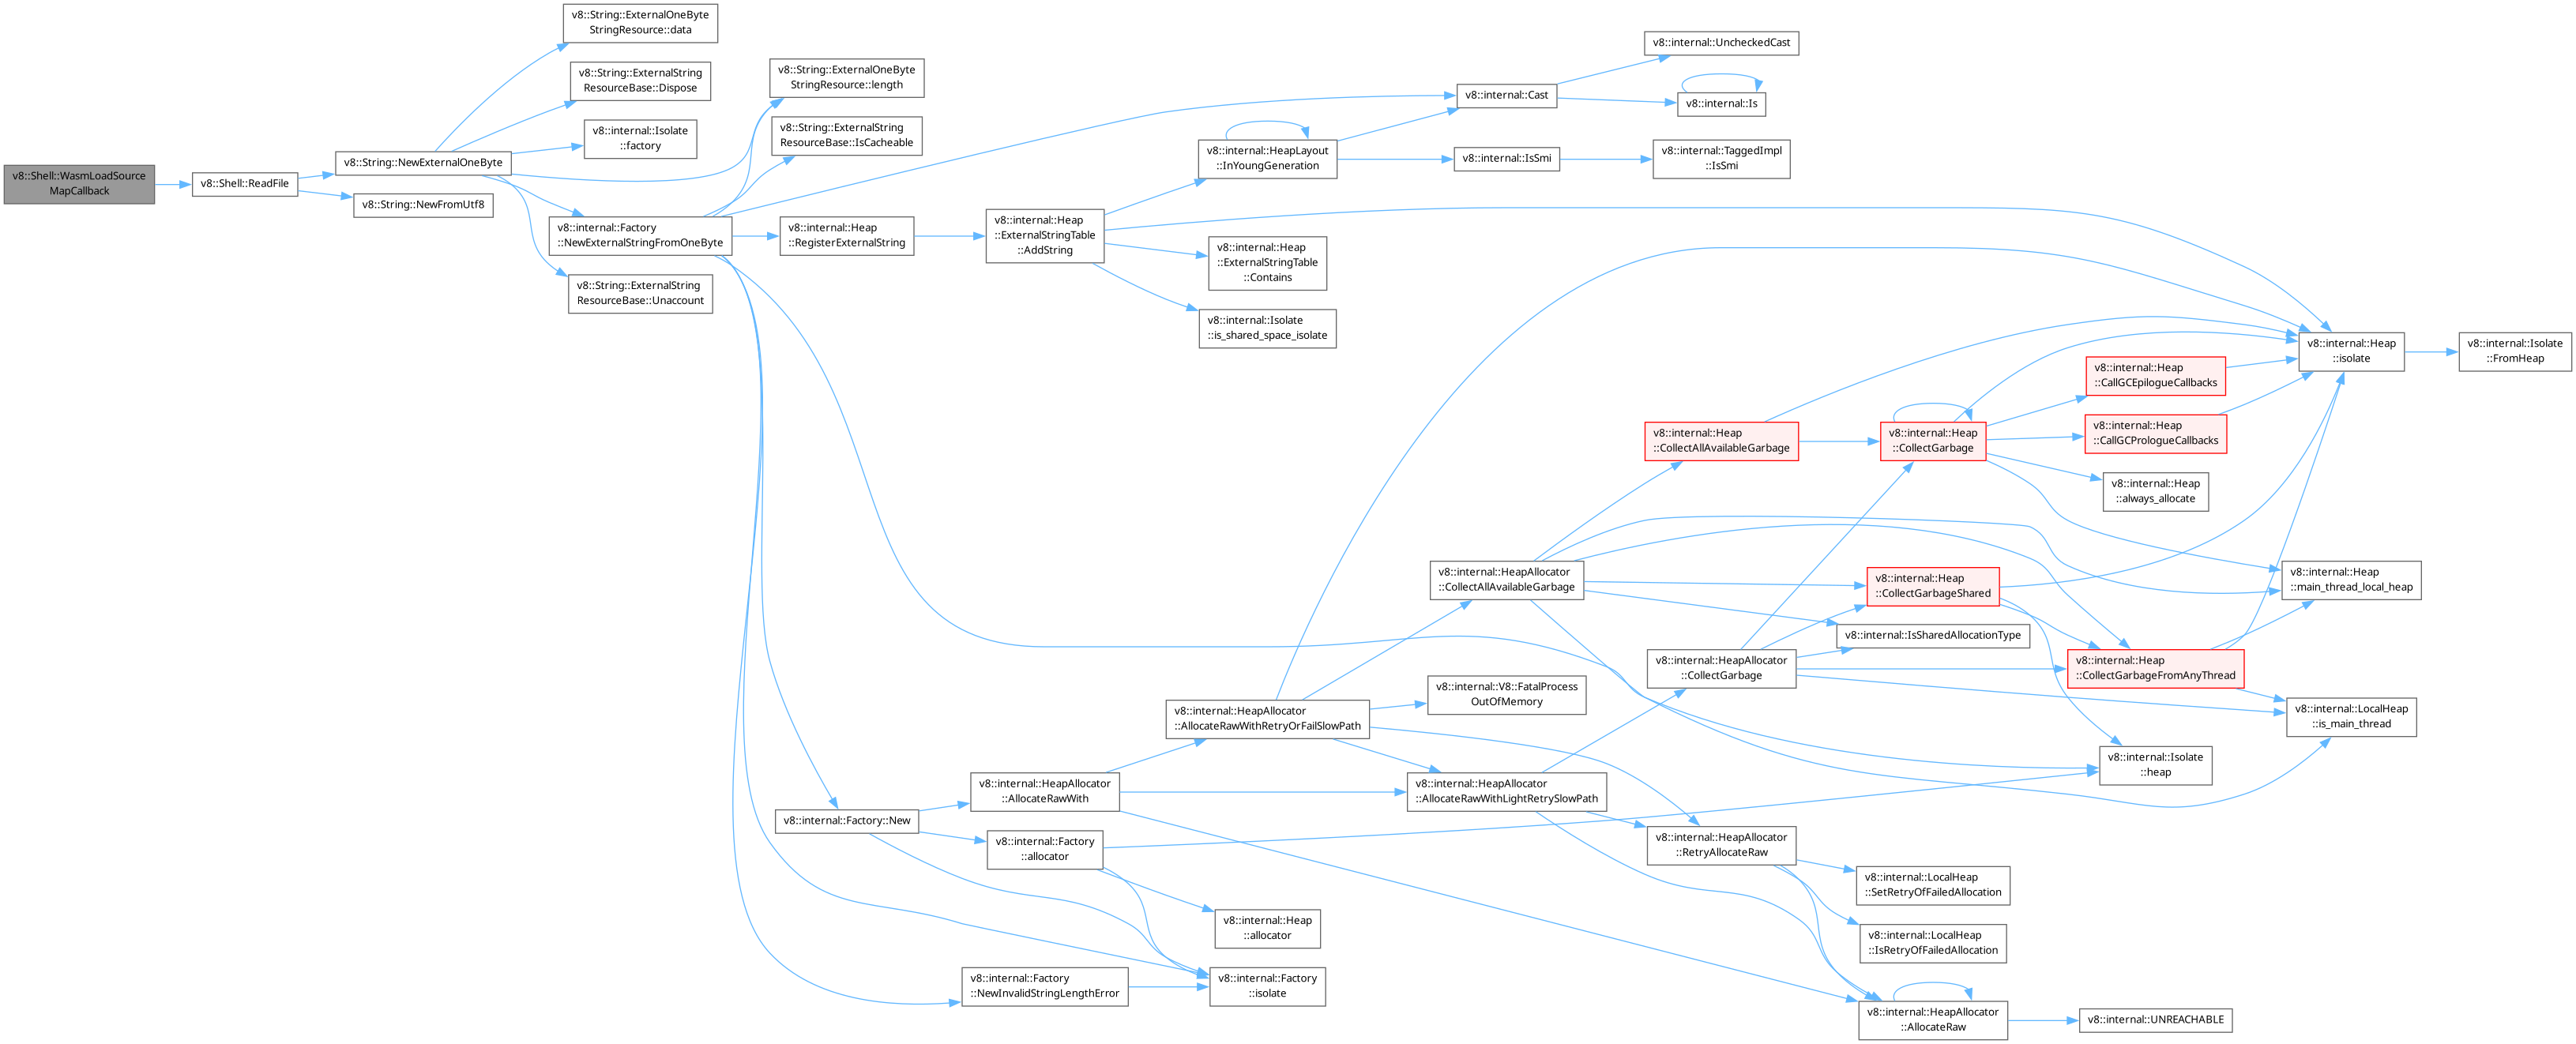 v8::Shell::WasmLoadSource
MapCallback
v8::Shell::ReadFile
v8::String::NewExternalOneByte
v8::String::NewFromUtf8
v8::String::ExternalOneByte
StringResource::data
v8::String::ExternalString
ResourceBase::Dispose
v8::internal::Isolate
::factory
v8::internal::Factory
::NewExternalStringFromOneByte
v8::String::ExternalString
ResourceBase::Unaccount
v8::String::ExternalOneByte
StringResource::length
v8::String::ExternalString
ResourceBase::IsCacheable
v8::internal::Heap
::RegisterExternalString
v8::internal::Heap
::ExternalStringTable
::AddString
v8::internal::HeapLayout
::InYoungGeneration
v8::internal::Heap
::ExternalStringTable
::Contains
v8::internal::Isolate
::is_shared_space_isolate
v8::internal::Cast
v8::internal::IsSmi
v8::internal::UncheckedCast
v8::internal::Is
v8::internal::TaggedImpl
::IsSmi
v8::internal::Heap
::isolate
v8::internal::Isolate
::FromHeap
v8::internal::Heap
::CallGCEpilogueCallbacks
v8::internal::Heap
::CallGCPrologueCallbacks
v8::internal::Heap
::CollectAllAvailableGarbage
v8::internal::Heap
::CollectGarbage
v8::internal::Heap
::always_allocate
v8::internal::HeapAllocator
::CollectAllAvailableGarbage
v8::internal::Heap
::CollectGarbageShared
v8::internal::Heap
::main_thread_local_heap
v8::internal::IsSharedAllocationType
v8::internal::HeapAllocator
::CollectGarbage
v8::internal::Heap
::CollectGarbageFromAnyThread
v8::internal::LocalHeap
::is_main_thread
v8::internal::V8::FatalProcess
OutOfMemory
v8::internal::HeapAllocator
::AllocateRawWithRetryOrFailSlowPath
v8::internal::Isolate
::heap
v8::internal::HeapAllocator
::AllocateRawWith
v8::internal::HeapAllocator
::AllocateRawWithLightRetrySlowPath
v8::internal::Factory::New
v8::internal::Factory
::allocator
v8::internal::HeapAllocator
::RetryAllocateRaw
v8::internal::LocalHeap
::SetRetryOfFailedAllocation
v8::internal::Heap
::allocator
v8::internal::LocalHeap
::IsRetryOfFailedAllocation
v8::internal::Factory
::NewInvalidStringLengthError
v8::internal::Factory
::isolate
v8::internal::HeapAllocator
::AllocateRaw
v8::internal::UNREACHABLE